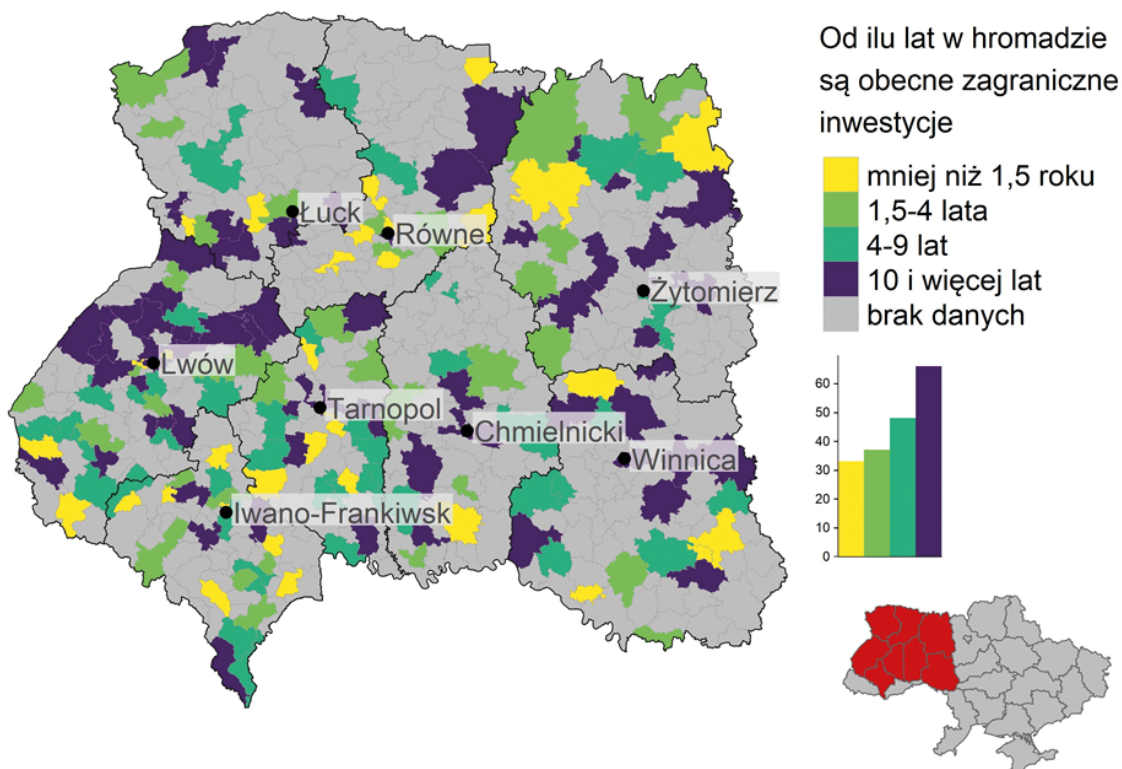 Od ilu lat w hromadzie
są obecne zagraniczne
inwestycje
mniej niż 1,5 roku
1,5-4 lata
4-9 lat
10 i więcej lat
brak danych
Łuck
Równe
Żytomierz
Lwów
Tarnopol
Chmielnicki
Winnica
Iwano-Frankiwsk
60
50
40
30
20
10
0